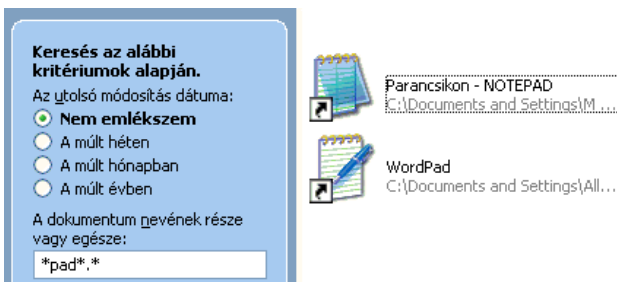 Keresés az alábbi
kritériumok alapján.
Az utolsó módosítás dátuma:
Nem emlékszem
A múlt héten
A múlt hónapban
A múlt évben
A dokumentum nevének része
vagy egésze:
*pad*.*
Parancsikon - NOTEPAD
C:\Documents and Settings\M ...
WordPad
C:\Documents and Settings\All...